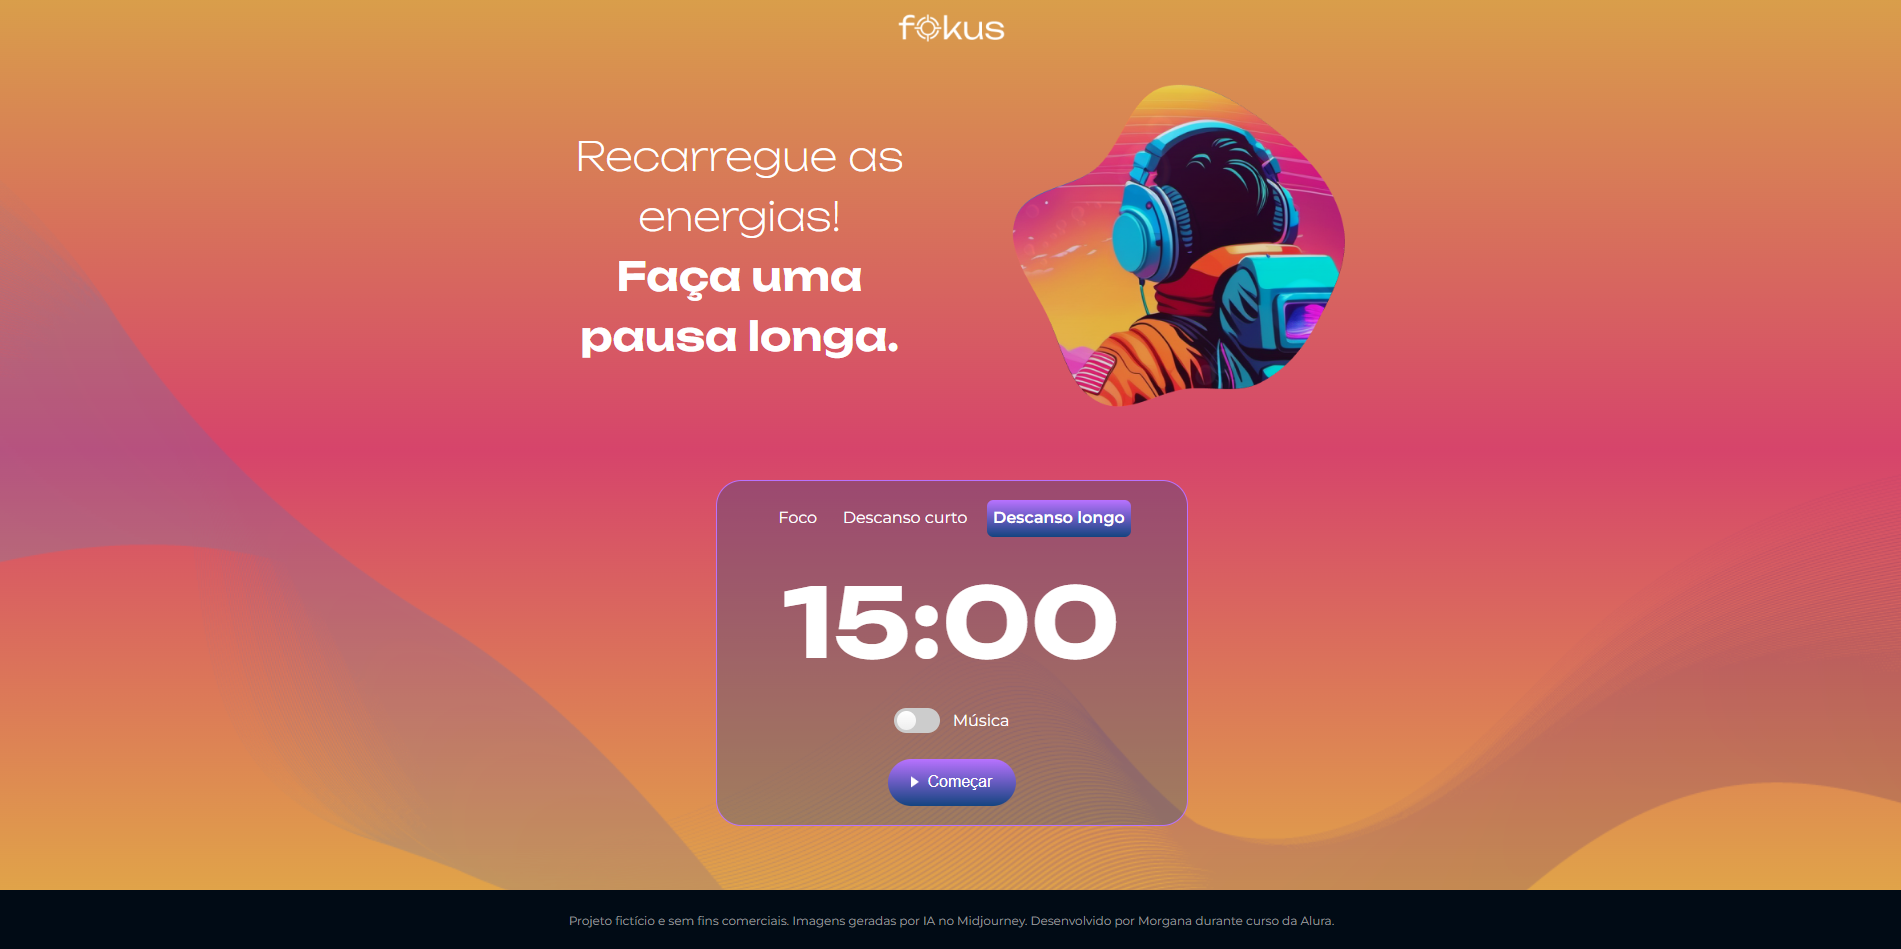 fokus
Recarregue as
energias!
Faça uma
pausa longa.
Foco Descanso curto Descanso longo
15:00
Música
Começar
Projeto fictício e sem fins comerciais. Imagens geradas por IA no Midjourney. Desenvolvido por Morgana durante curso da Alura.